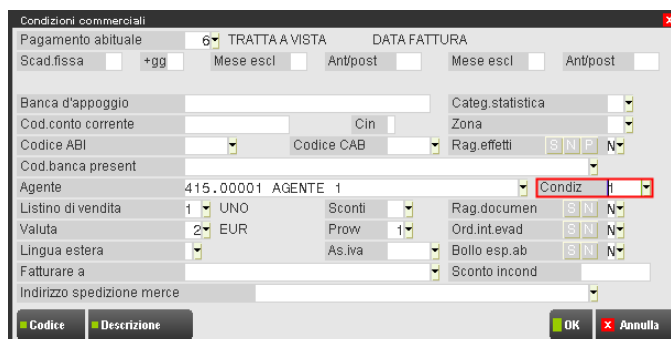 Condizioni commerciali
Pagamento abituale 6 TRATTA A VISTA DATA FATTURA
Scad.fissa +gg Mese escl Ant/post Mese escl Ant/post
Banca d'appoggio Categ.statistica
Cod.conto corrente Cin Zona
Codice ABI Codice CAB Rag.effetti S N P N
Cod.banca present
Agente 415.00001 AGENTE 1 Condiz 1
Listino di vendita 1 UNO Sconti Rag.documen S N N
Valuta 2 EUR Provv 1 Ord.int.evad S N N
Lingua estera As.iva Bollo esp.ab S N N
Fatturare a Sconto incond
Indirizzo spedizione merce
Codice Descrizione OK x Annulla